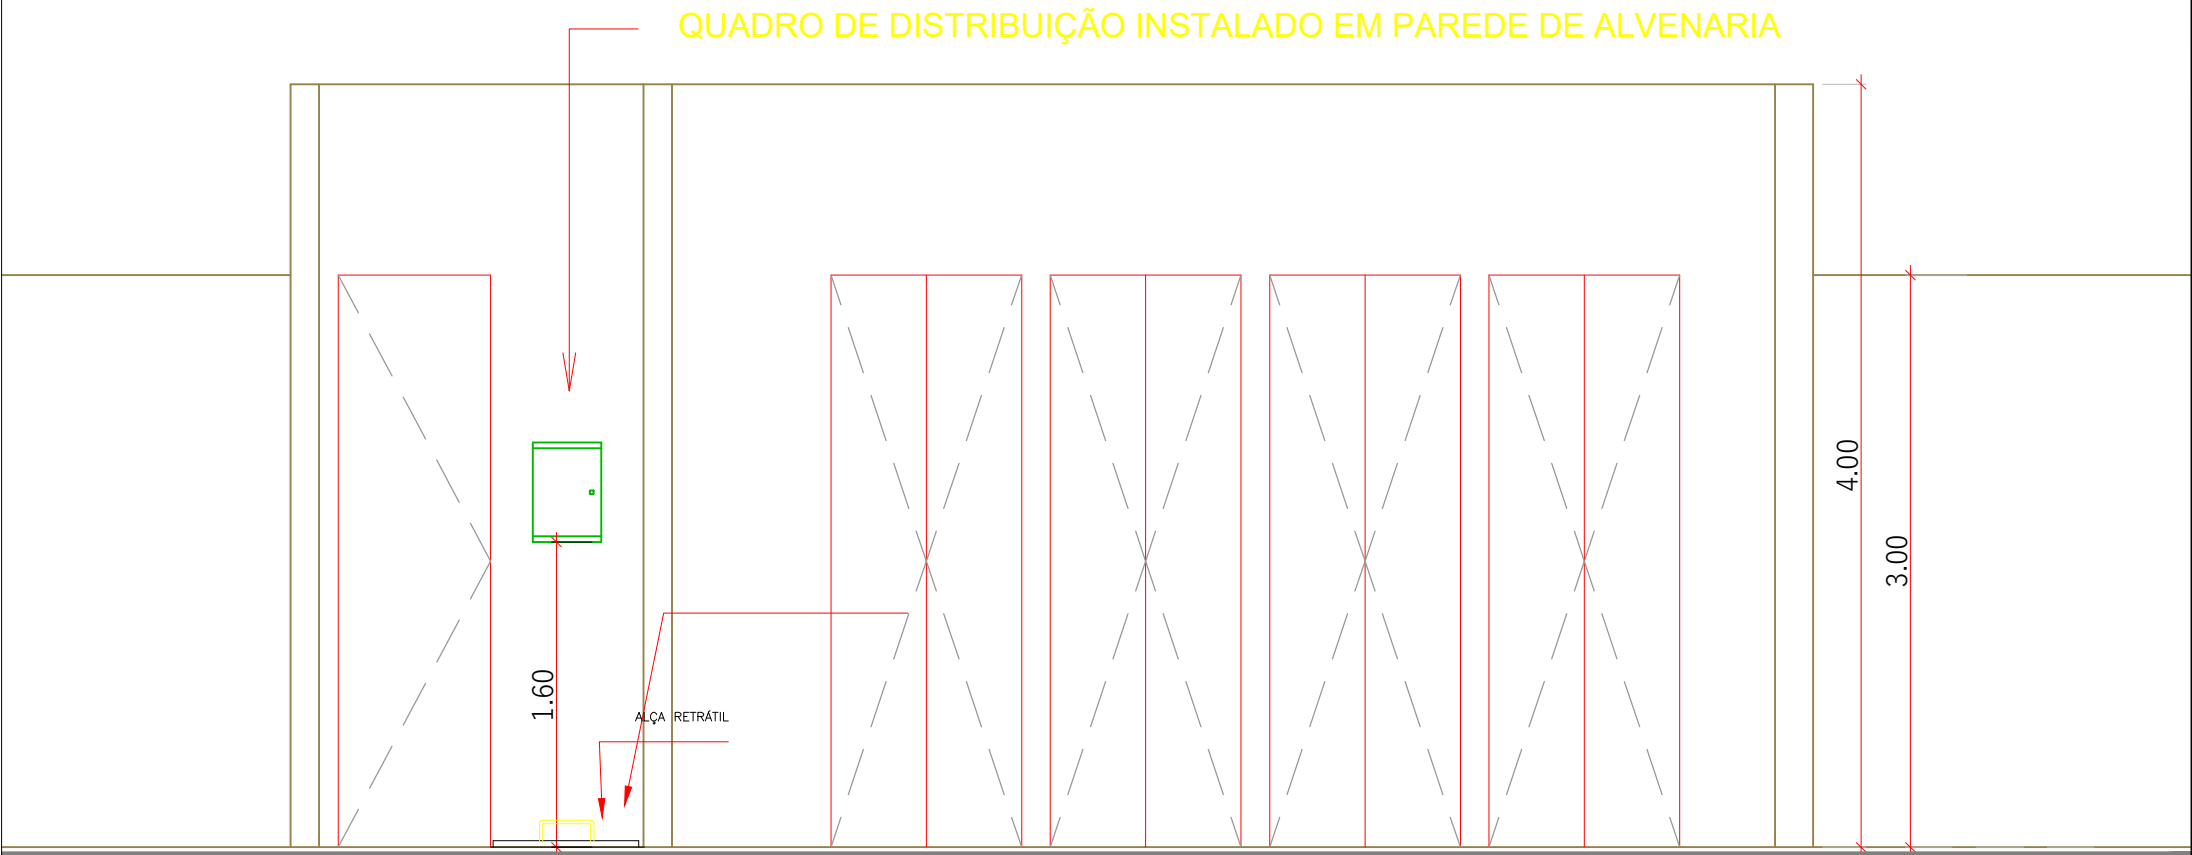 QUADRO DE DISTRIBUIÇÃO INSTALADO EM PAREDE DE ALVENARIA
4.00
3.00
1.60
ALÇA RETRÁTIL